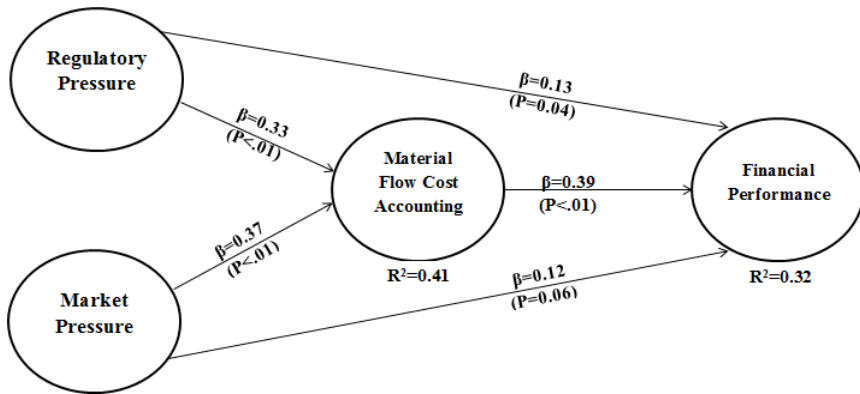 Regulatory
Pressure
β=0.13
(P=0.04)
β=0.33
(P<.01)
Material
Flow Cost
Accounting
R²=0.41
β=0.39
(P<.01)
Financial
Performance
R²=0.32
β=0.37
(P<.01)
β=0.12
(P=0.06)
Market
Pressure